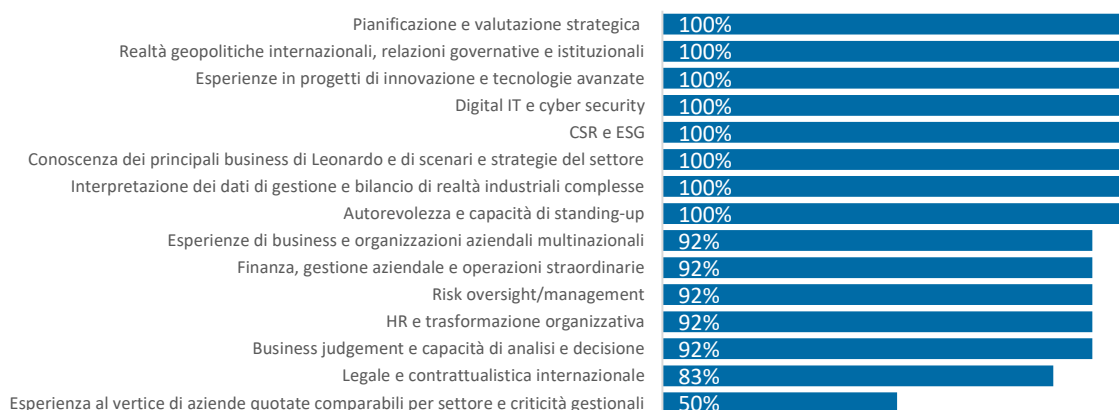 Pianificazione e valutazione strategica 100%
Realtà geopolitiche internazionali, relazioni governative e istituzionali 100%
Esperienze in progetti di innovazione e tecnologie avanzate 100%
Digital IT e cyber security 100%
CSR e ESG 100%
Conoscenza dei principali business di Leonardo e di scenari e strategie del settore 100%
Interpretazione dei dati di gestione e bilancio di realtà industriali complesse 100%
Autorevolezza e capacità di standing-up 100%
Esperienze di business e organizzazioni aziendali multinazionali 92%
Finanza, gestione aziendale e operazioni straordinarie 92%
Risk oversight/management 92%
HR e trasformazione organizzativa 92%
Business judgement e capacità di analisi e decisione 92%
Legale e contrattualistica internazionale 83%
Esperienza al vertice di aziende quotate comparabili per settore e criticità gestionali 50%